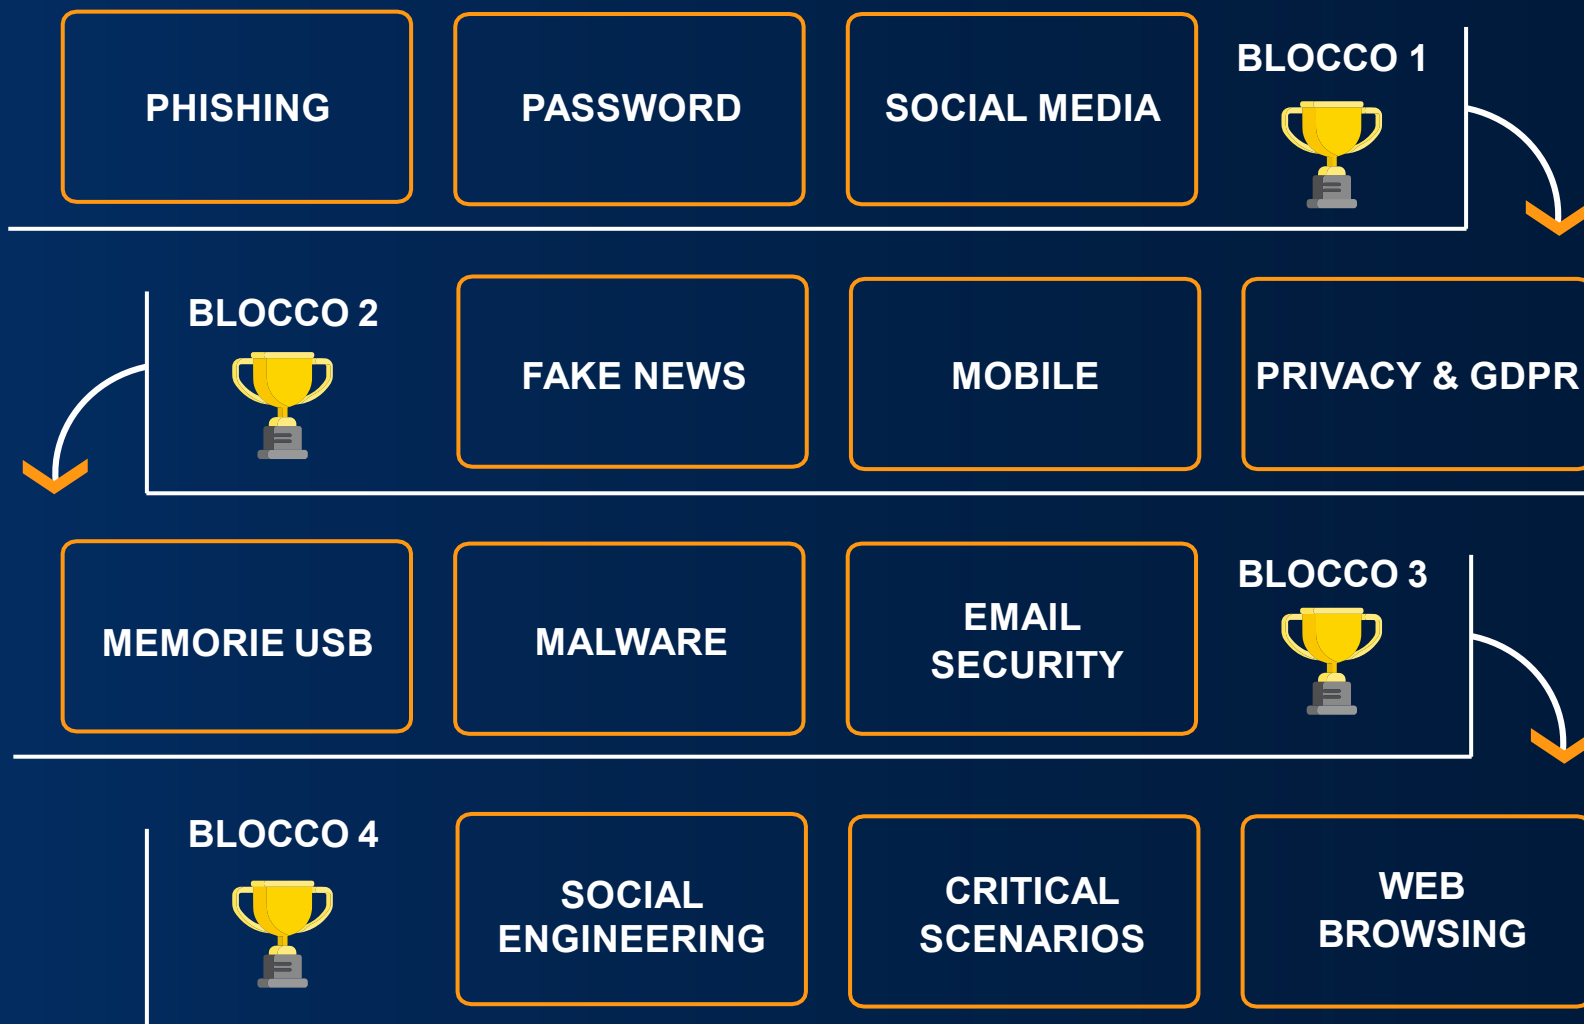 PHISHING
PASSWORD
SOCIAL MEDIA
BLOCCO 1
BLOCCO 2
FAKE NEWS
MOBILE
PRIVACY & GDPR
MEMORIE USB
MALWARE
EMAIL
SECURITY
BLOCCO 3
BLOCCO 4
SOCIAL
ENGINEERING
CRITICAL
SCENARIOS
WEB
BROWSING